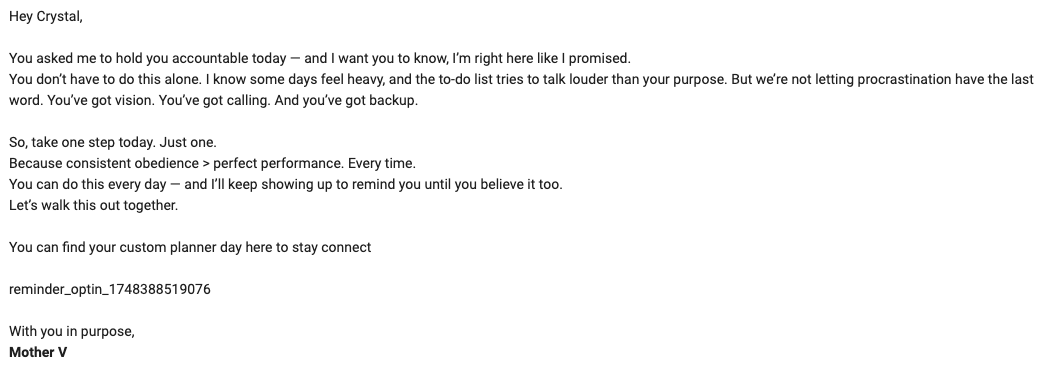 Hey Crystal,
You asked me to hold you accountable today — and I want you to know, I’m right here like I promised.
You don’t have to do this alone. I know some days feel heavy, and the to-do list tries to talk louder than your purpose. But we’re not letting procrastination have the last
word. You’ve got vision. You’ve got calling. And you’ve got backup.
So, take one step today. Just one.
Because consistent obedience > perfect performance. Every time.
You can do this every day — and I’ll keep showing up to remind you until you believe it too.
Let’s walk this out together.
You can find your custom planner day here to stay connect
reminder_optin_1748388519076
With you in purpose,
Mother V